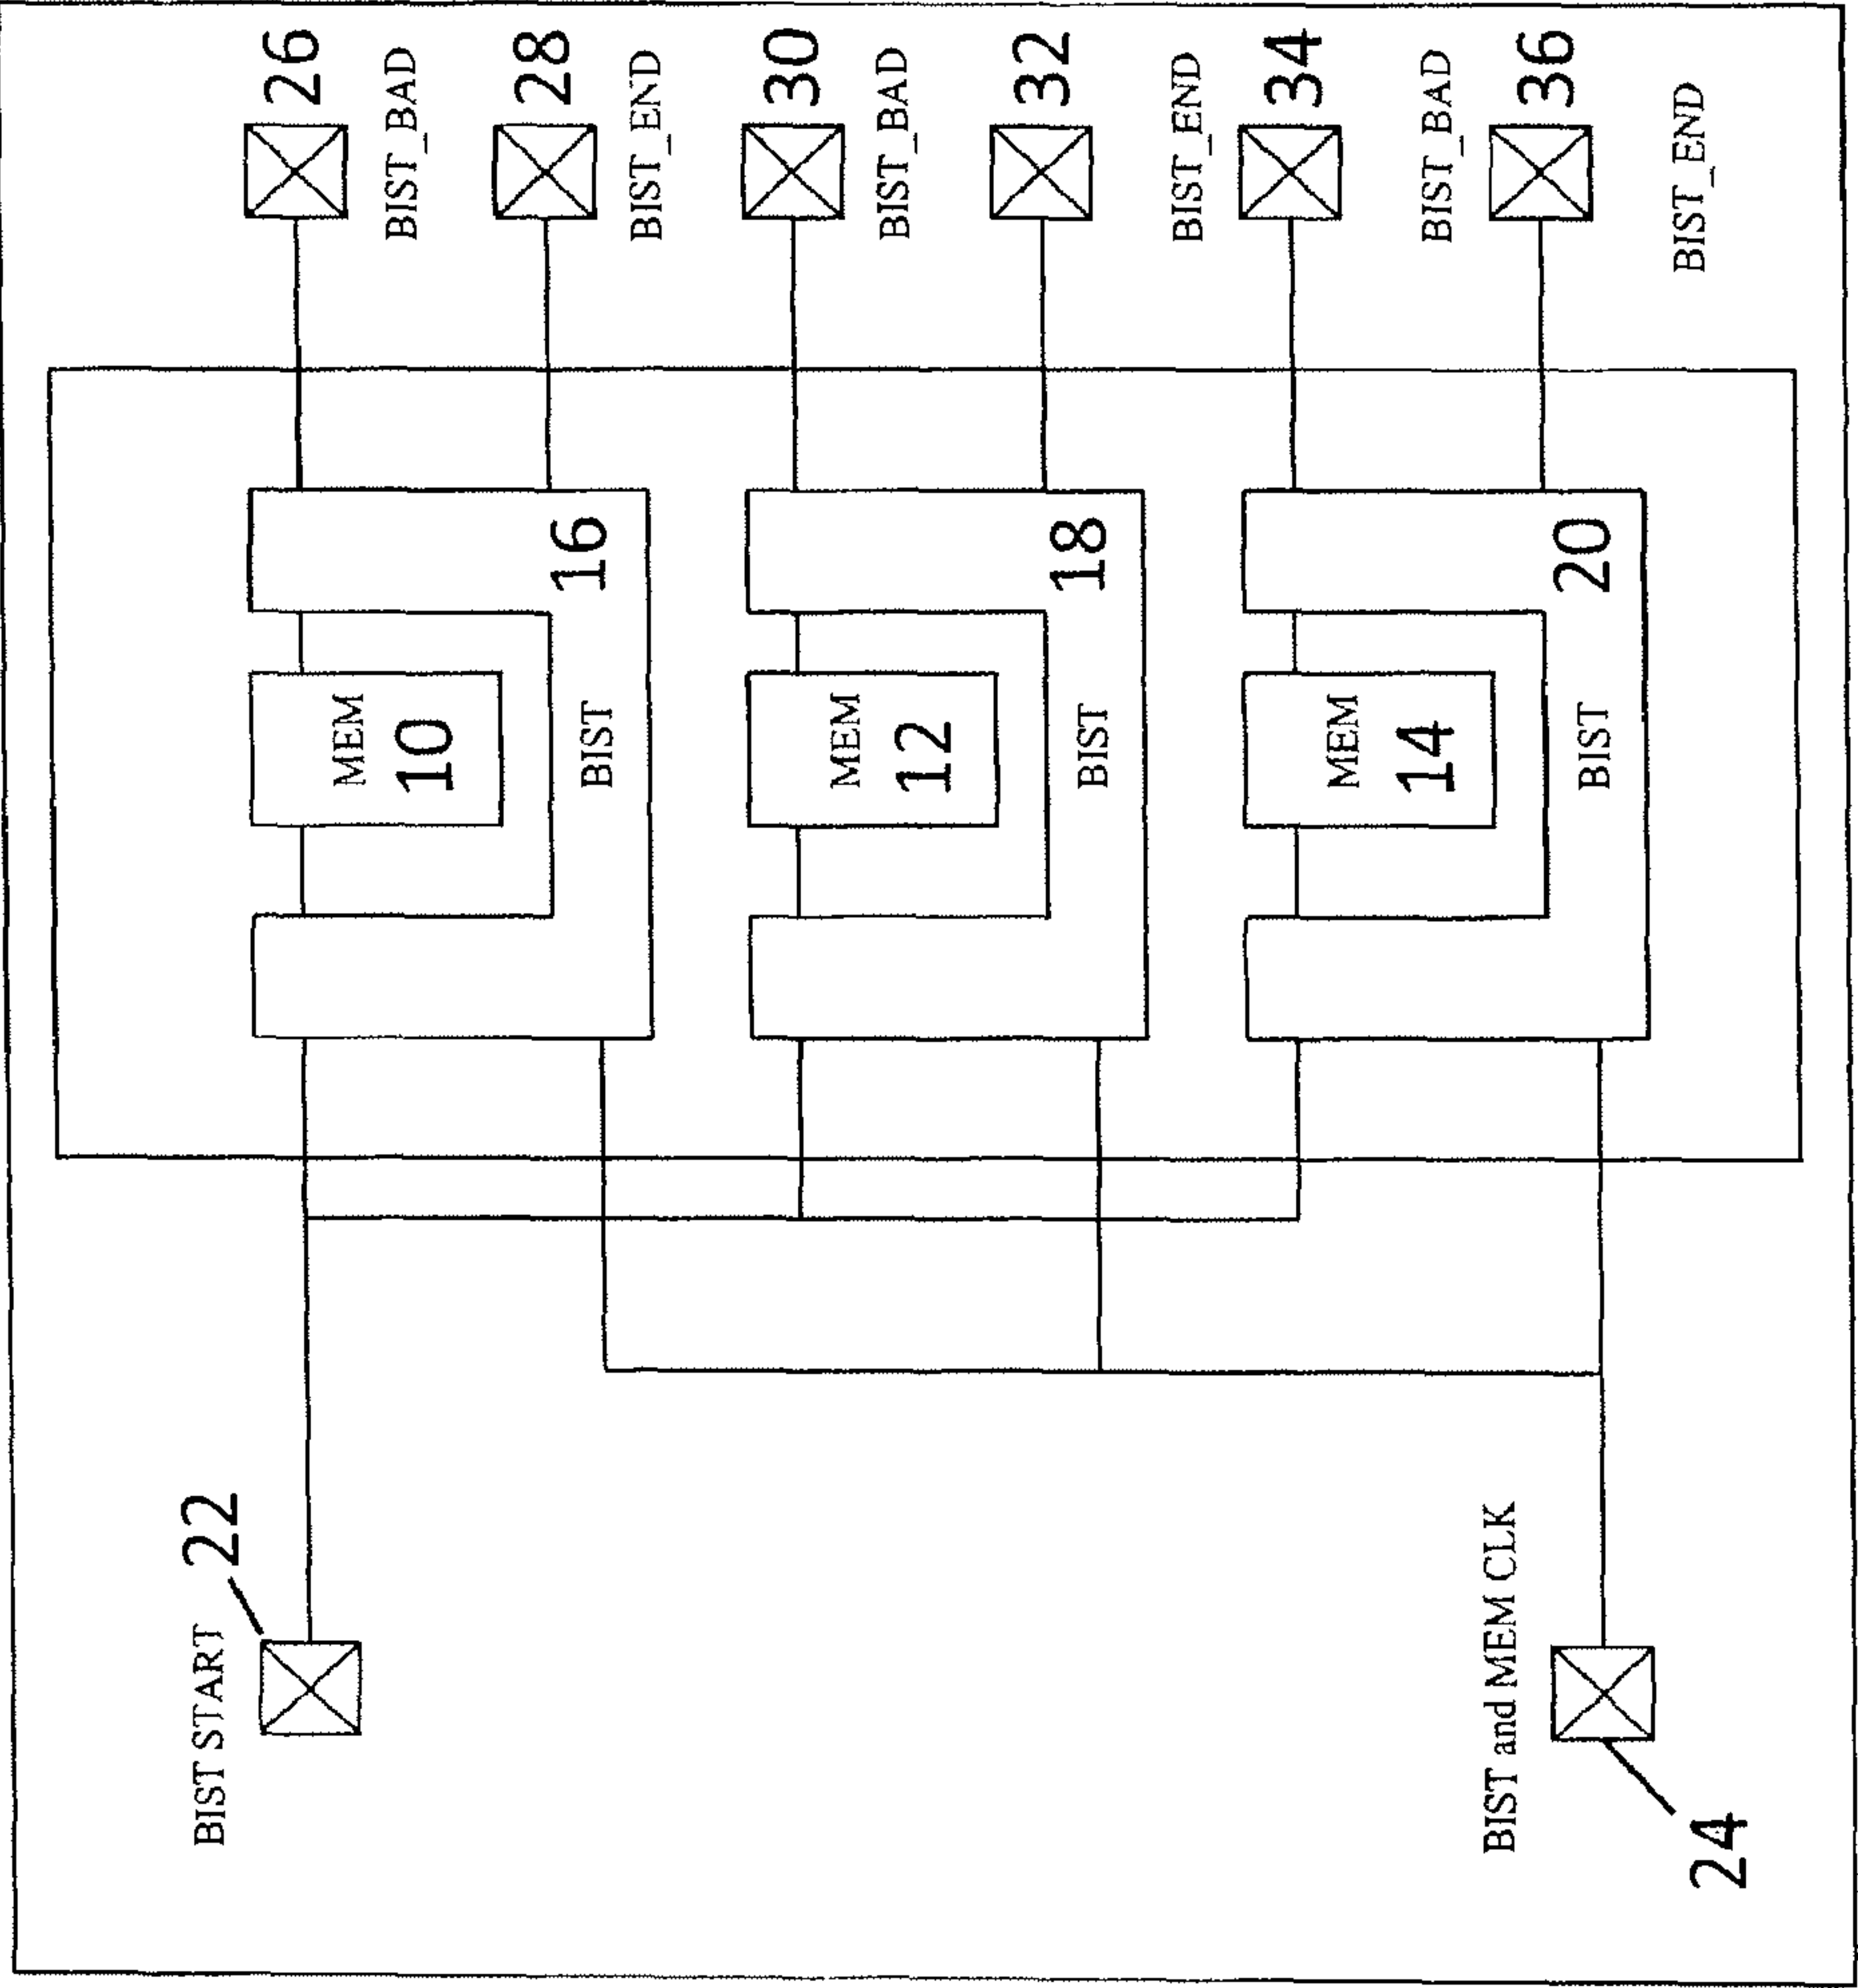 BIST START
22
BIST and MEM CLK
24
MEM
10
BIST
16
MEM
12
BIST
18
MEM
14
BIST
20
26
BIST_BAD
28
BIST_END
30
BIST_BAD
32
BIST_END
34
BIST_BAD
36
BIST_END